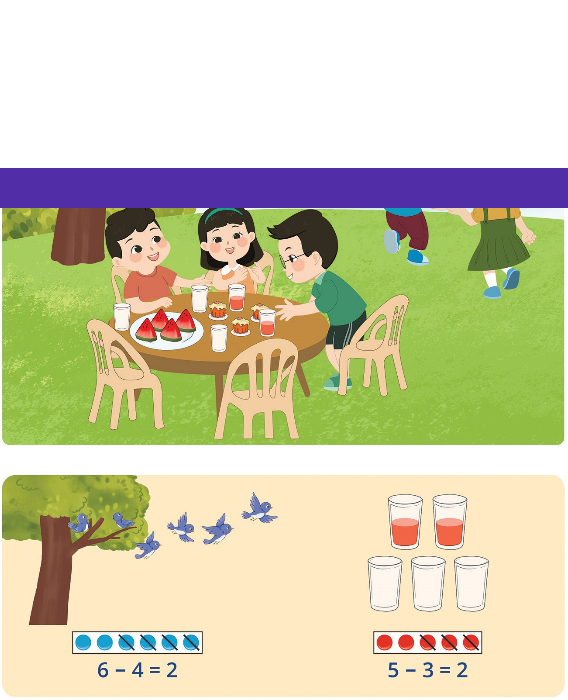 6 – 4 = 2
5 – 3 = 2